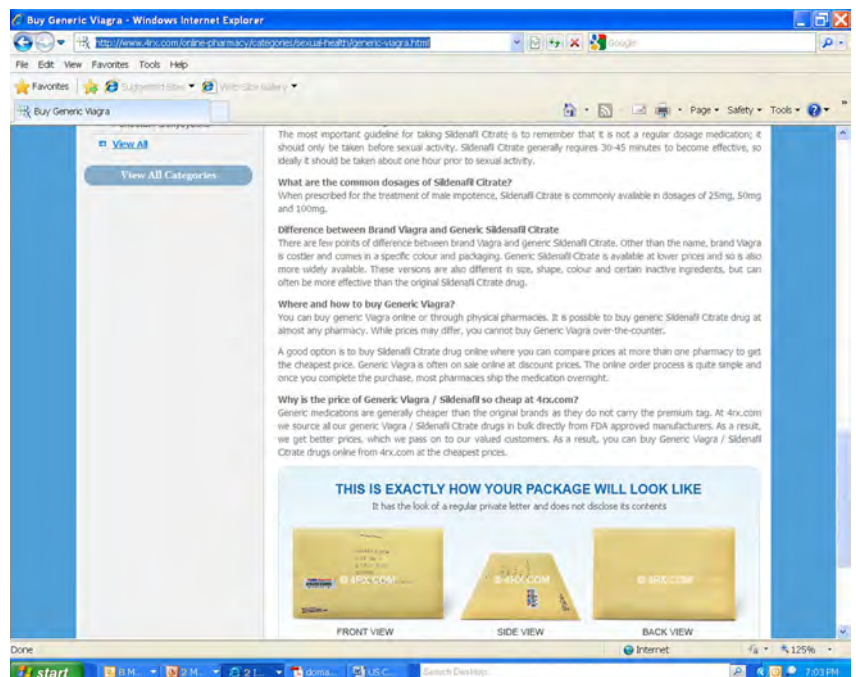 Buy Generic Viagra - Windows Internet Explorer
http://www.4rx.com/online-pharmacy/categories/sexual-health/generic-viagra.html
Google
File Edit View Favorites Tools Help
Favorites Suggested Sites Web Slice Gallery
Buy Generic Viagra
Page Safety Tools
View All
View All Categories
The most important guideline for taking Sildenafil Citrate is to remember that it is not a regular dosage medication; it
should only be taken before sexual activity. Sildenafil Citrate generally requires 30-45 minutes to become effective, so
ideally it should be taken about one hour prior to sexual activity.
What are the common dosages of Sildenafil Citrate?
When prescribed for the treatment of male impotence, Sildenafil Citrate is commonly available in dosages of 25mg, 50mg
and 100mg.
Difference between Brand Viagra and Generic Sildenafil Citrate
There are few points of difference between brand Viagra and generic Sildenafil Citrate. Other than the name, brand Viagra
is costlier and comes in a specific colour and packaging. Generic Sildenafil Citrate is available at lower prices and so is also
more widely available. These versions are also different in size, shape, colour and certain inactive ingredients, but can
often be more effective than the original Sildenafil Citrate drug.
Where and how to buy Generic Viagra?
You can buy generic Viagra online or through physical pharmacies. It is possible to buy generic Sildenafil Citrate drug at
almost any pharmacy. While prices may differ, you cannot buy Generic Viagra over-the-counter.
A good option is to buy Sildenafil Citrate drug online where you can compare prices at more than one pharmacy to get
the cheapest price. Generic Viagra is often on sale online at discount prices. The online order process is quite simple and
once you complete the purchase, most pharmacies ship the medication overnight.
Why is the price of Generic Viagra / Sildenafil so cheap at 4rx.com?
Generic medications are generally cheaper than the original brands as they do not carry the premium tag. At 4rx.com
we source all our generic Viagra / Sildenafil Citrate drugs in bulk directly from FDA approved manufacturers. As a result,
we get better prices, which we pass on to our valued customers. As a result, you can buy Generic Viagra / Sildenafil
Citrate drugs online from 4rx.com at the cheapest prices.
THIS IS EXACTLY HOW YOUR PACKAGE WILL LOOK LIKE
It has the look of a regular private letter and does not disclose its contents
© 4RX.COM © 4RX.COM © 4RX.COM
FRONT VIEW SIDE VIEW BACK VIEW
Done Internet 125%
start 8 M... 2 M... 2 I... doma... US C... Search Desktop 7:03 PM